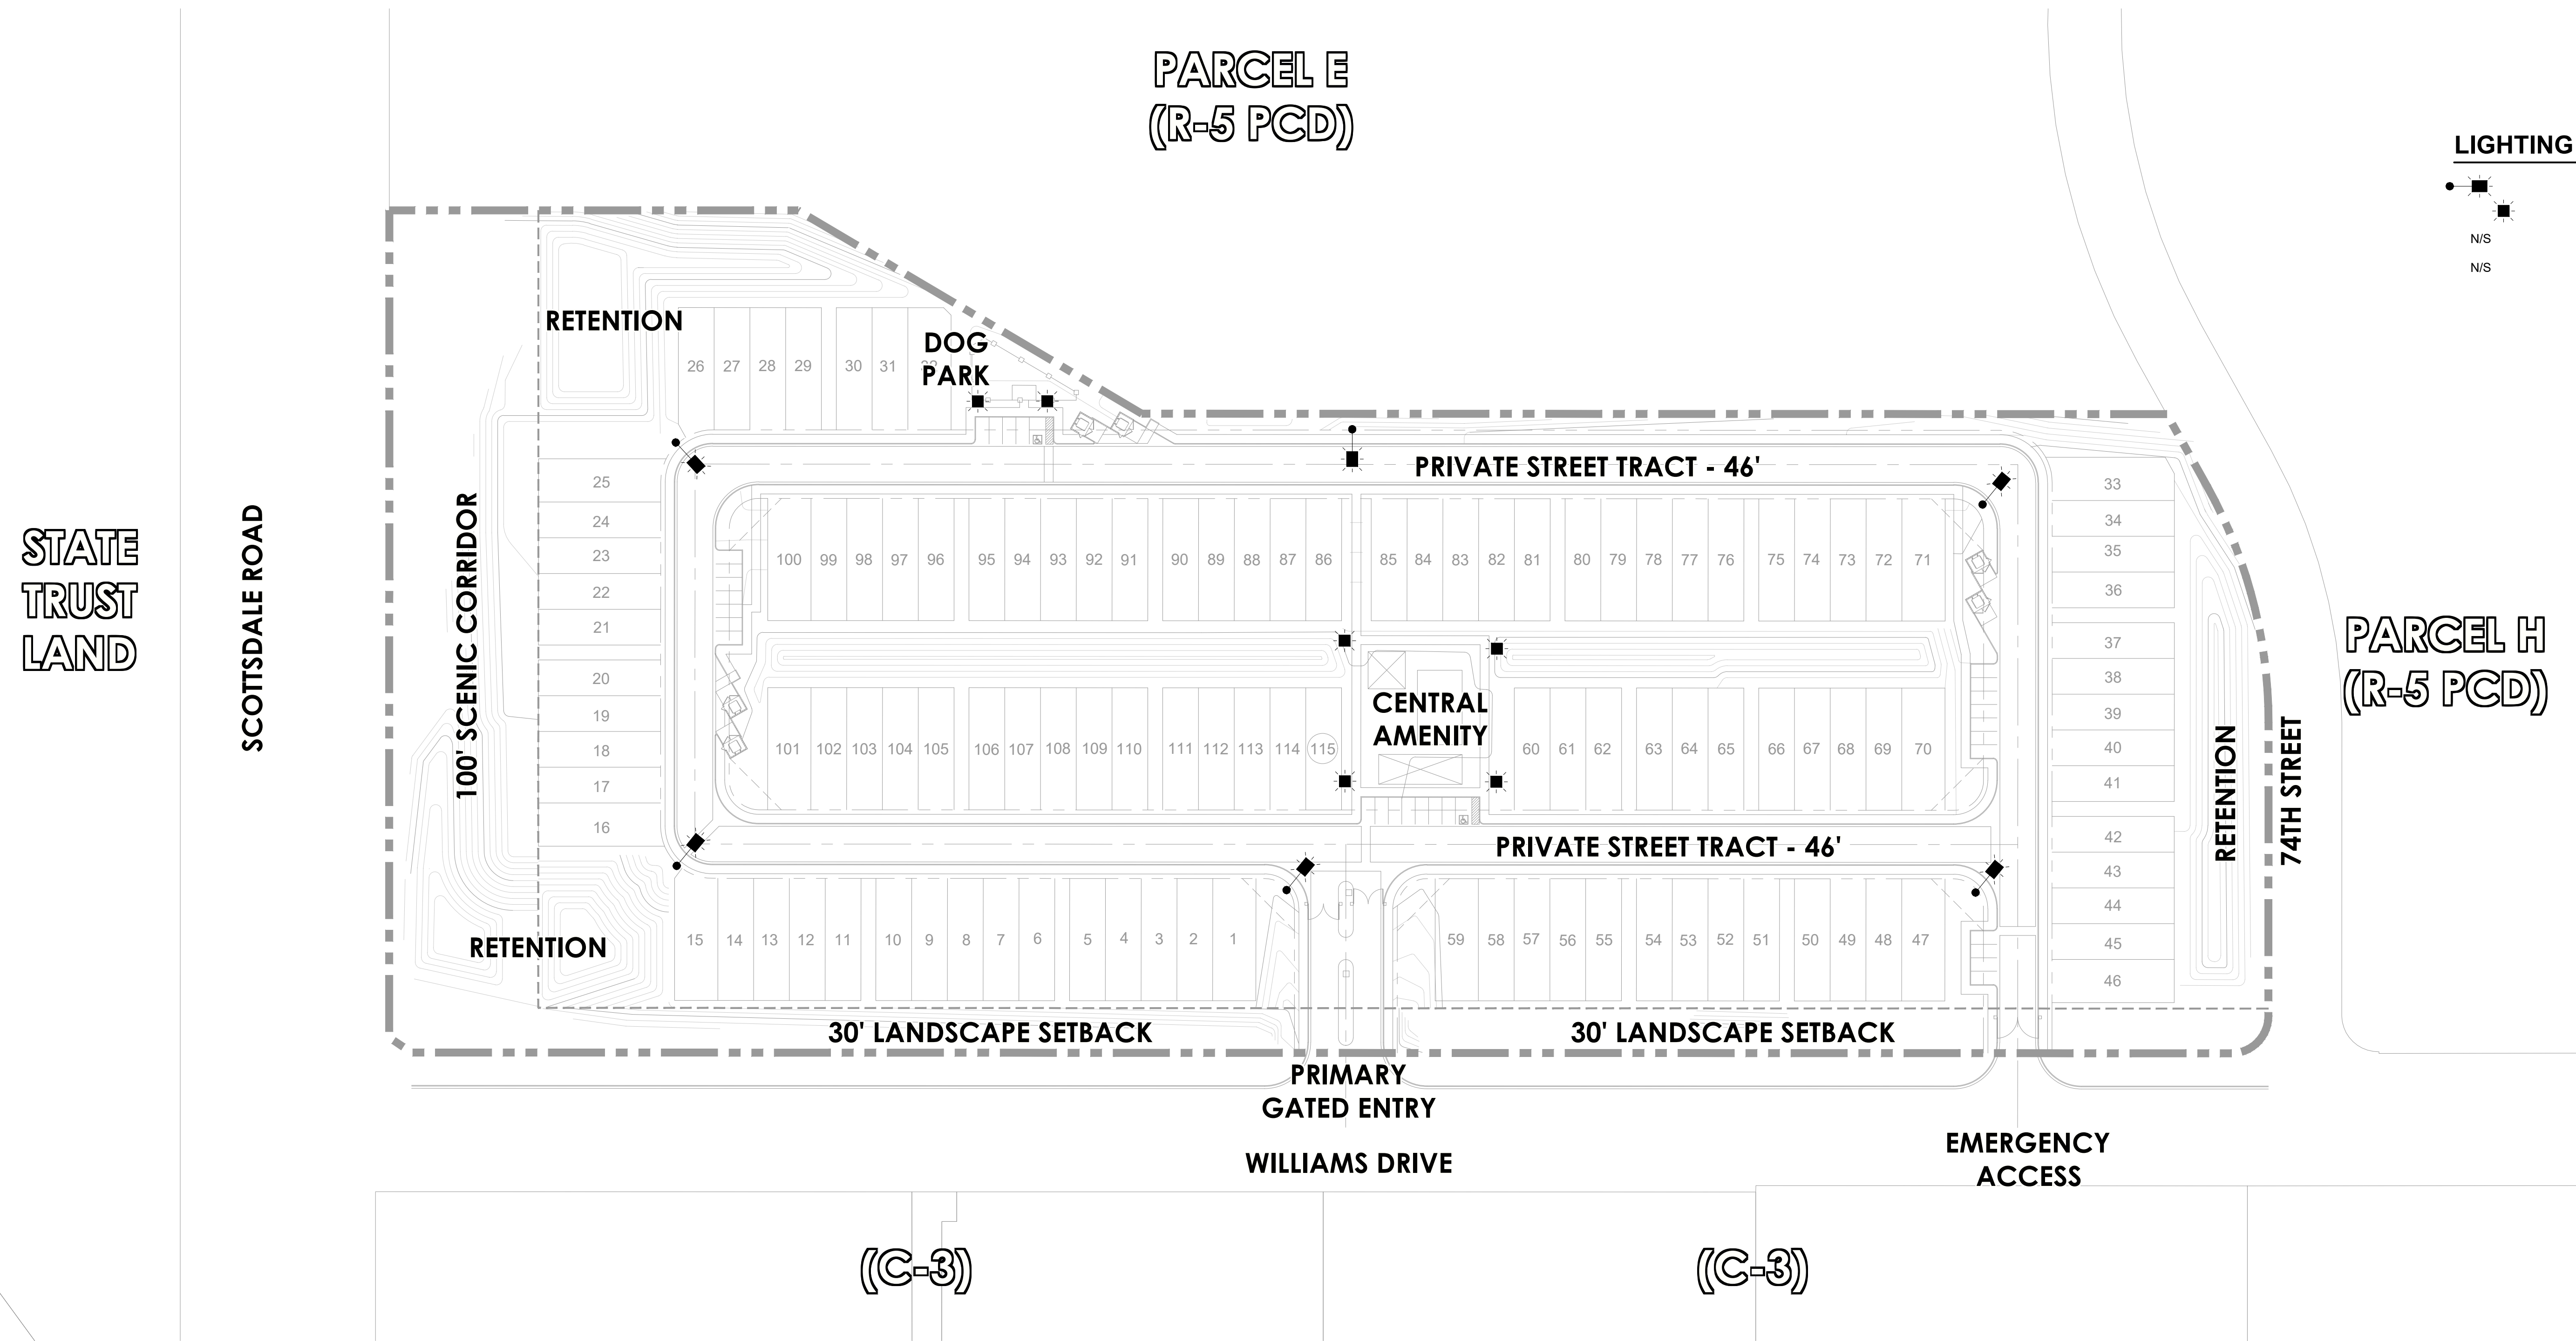 PARCEL E
(R-5 PCD)
LIGHTING
N/S
N/S
RETENTION
DOG
PARK
26 27 28 29 30 31 32
PRIVATE STREET TRACT - 46'
STATE
TRUST
LAND
SCOTTSDALE ROAD
100' SCENIC CORRIDOR
25
24
23
22
21
20
19
18
17
16
100 99 98 97 96 95 94 93 92 91 90 89 88 87 86 85 84 83 82 81 80 79 78 77 76 75 74 73 72 71
33
34
35
36
37
38
39
40
41
42
43
44
45
46
PARCEL H
(R-5 PCD)
CENTRAL
AMENITY
101 102 103 104 105 106 107 108 109 110 111 112 113 114 115 60 61 62 63 64 65 66 67 68 69 70
RETENTION
74TH STREET
PRIVATE STREET TRACT - 46'
RETENTION
15 14 13 12 11 10 9 8 7 6 5 4 3 2 1 59 58 57 56 55 54 53 52 51 50 49 48 47
30' LANDSCAPE SETBACK
30' LANDSCAPE SETBACK
PRIMARY
GATED ENTRY
WILLIAMS DRIVE
EMERGENCY
ACCESS
(C-3)
(C-3)